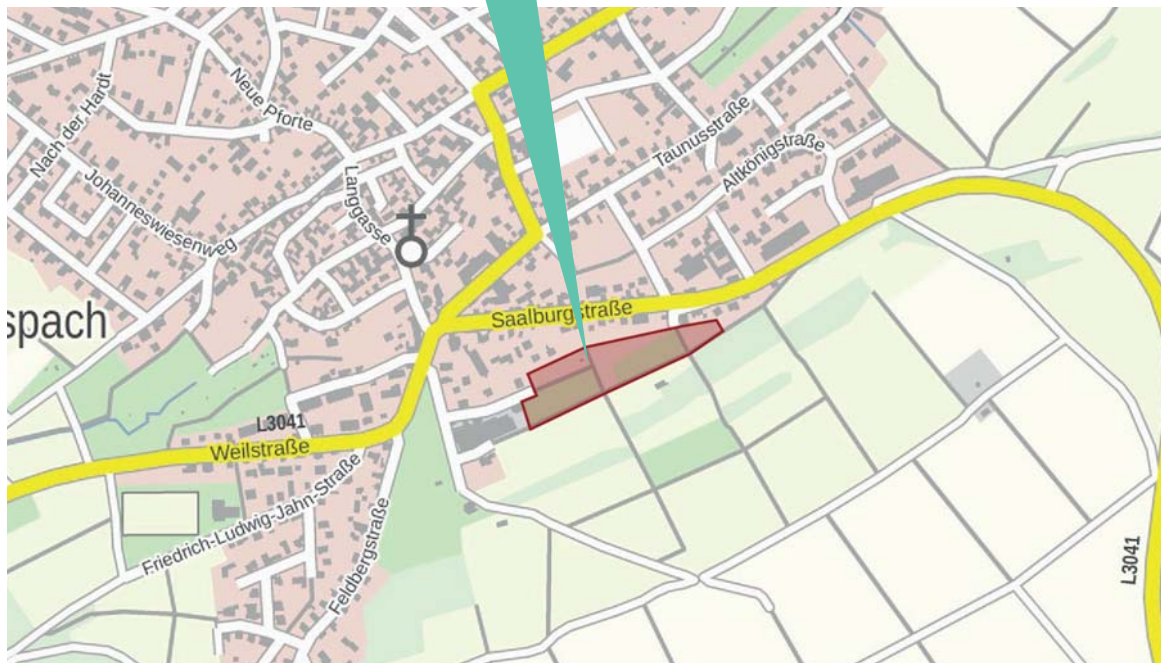 Neue Pforte
Nach der Hardt
Taunusstraße
Altkönigstraße
Johanneswiesenweg
Langgasse
spach
Saalburgstraße
L3041
Weilstraße
Friedrich-Ludwig-Jahn-Straße
Feldbergstraße
L3041